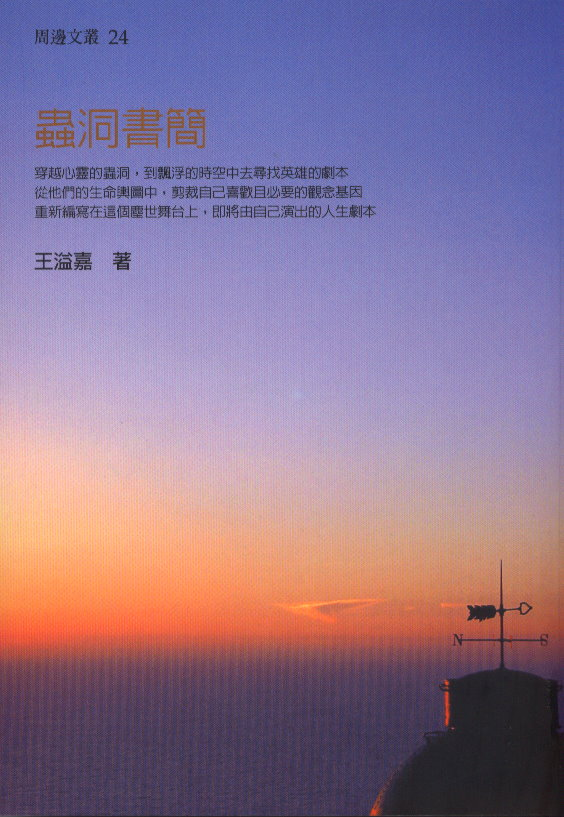 周邊文叢 24
蟲洞書簡
穿越心靈的蟲洞，到飄浮的時空中去尋找英雄的劇本
從他們的生命輿圖中，剪裁自己喜歡且必要的觀念基因
重新編寫在這個塵世舞台上，即將由自己演出的人生劇本
王溢嘉 著
N S